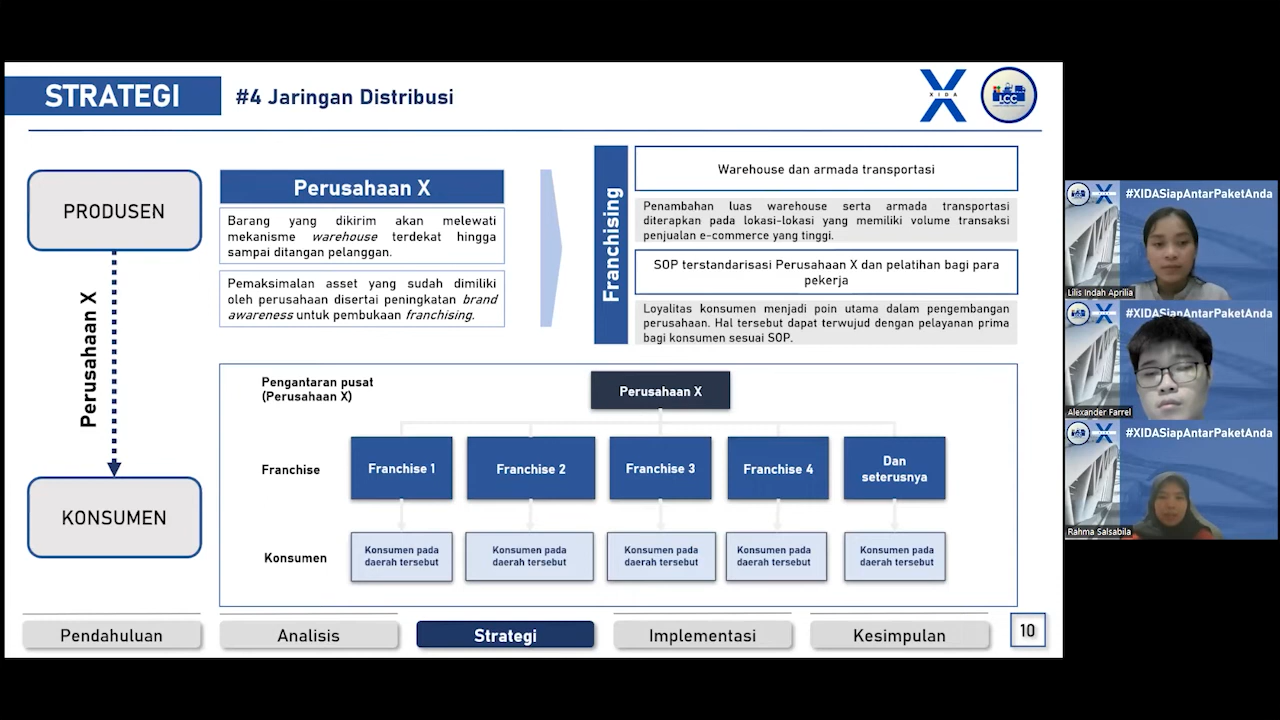 STRATEGI
#4 Jaringan Distribusi
XIDA
LCC
PRODUSEN
Perusahaan X
KONSUMEN
Perusahaan X
Barang yang dikirim akan melewati
mekanisme warehouse terdekat hingga
sampai ditangan pelanggan.
Pemaksimalan asset yang sudah dimiliki
oleh perusahaan disertai peningkatan brand
awareness untuk pembukaan franchising.
Franchising
Warehouse dan armada transportasi
Penambahan luas warehouse serta armada transportasi
diterapkan pada lokasi-lokasi yang memiliki volume transaksi
penjualan e-commerce yang tinggi.
SOP terstandarisasi Perusahaan X dan pelatihan bagi para
pekerja
Loyalitas konsumen menjadi poin utama dalam pengembangan
perusahaan. Hal tersebut dapat terwujud dengan pelayanan prima
bagi konsumen sesuai SOP.
Pengantaran pusat
(Perusahaan X)
Perusahaan X
Franchise
Franchise 1
Franchise 2
Franchise 3
Franchise 4
Dan
seterusnya
Konsumen
Konsumen pada
daerah tersebut
Konsumen pada
daerah tersebut
Konsumen pada
daerah tersebut
Konsumen pada
daerah tersebut
Konsumen pada
daerah tersebut
Pendahuluan
Analisis
Strategi
Implementasi
Kesimpulan
10
#XIDASiapAntarPaketAnda
Lilis Indah Aprilia
#XIDASiapAntarPaketAnda
Alexander Farrel
#XIDASiapAntarPaketAnda
Rahma Salsabila